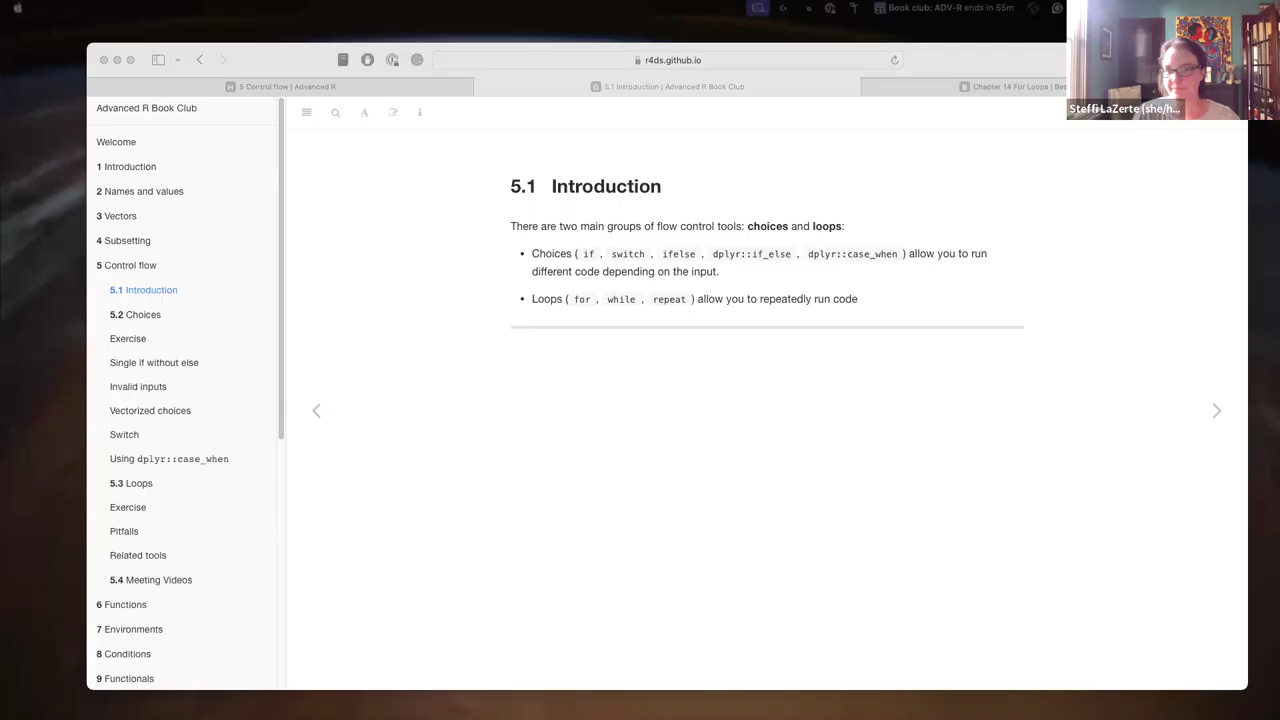 Book club: ADV-R ends in 55m
r4ds.github.io
5 Control flow | Advanced R
5.1 Introduction | Advanced R Book Club
Chapter 14 For Loops | Bes
Steffi LaZerte (she/h...
Advanced R Book Club
Welcome
1 Introduction
2 Names and values
3 Vectors
4 Subsetting
5 Control flow
5.1 Introduction
5.2 Choices
Exercise
Single if without else
Invalid inputs
Vectorized choices
Switch
Using dplyr::case_when
5.3 Loops
Exercise
Pitfalls
Related tools
5.4 Meeting Videos
6 Functions
7 Environments
8 Conditions
9 Functionals
5.1 Introduction
There are two main groups of flow control tools: choices and loops:
• Choices ( if , switch , ifelse , dplyr::if_else , dplyr::case_when ) allow you to run
different code depending on the input.
• Loops ( for , while , repeat ) allow you to repeatedly run code